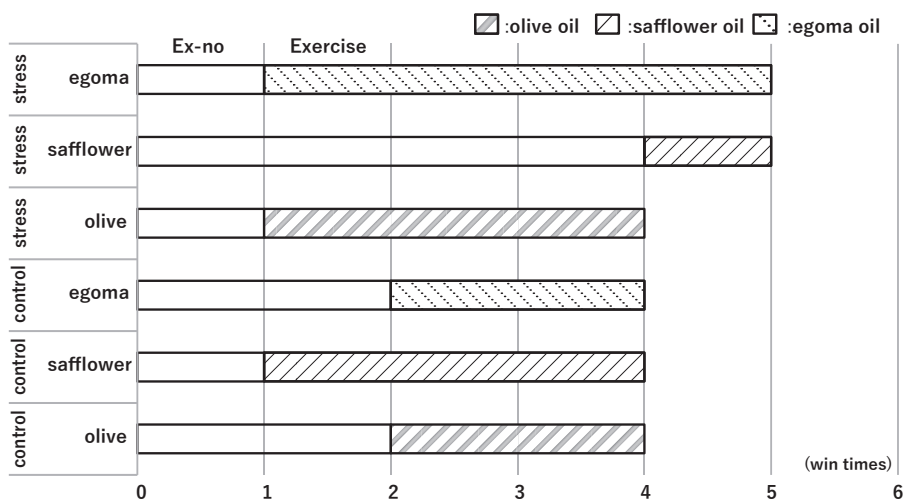 :olive oil :safflower oil :egoma oil
Ex-no Exercise
stress egoma
stress safflower
stress olive
control egoma
control safflower
control olive
(win times)
0 1 2 3 4 5 6